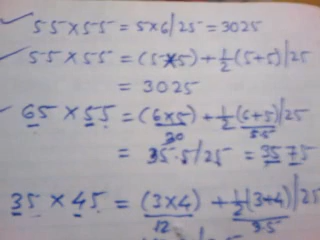 ✓ 55 × 55 = 5×6/25 = 3025
✓ 55 × 55 = (5×5) + 1/2 (5+5)/25
= 3025
✓ 65 × 55 = (6×5) + 1/2 (6+5)/25
30 5.5
= 35.5/25 = 3575
35 × 45 = (3×4) + 1/2 (3+4)/25
12 3.5